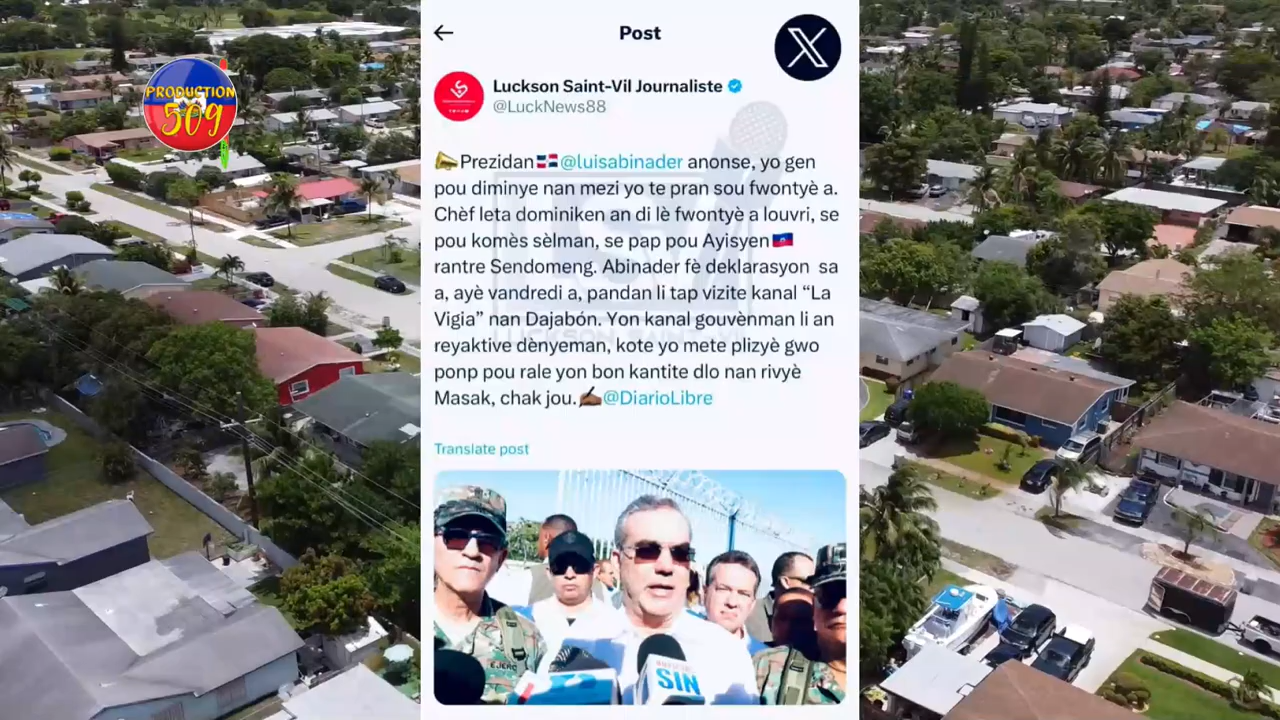 PRODUCTION
509
Post
X
Luckson Saint-Vil Journaliste
@LuckNews88
Prezidan @luisabinader anonse, yo gen
pou diminye nan mezi yo te pran sou fwontyè a.
Chèf leta dominiken an di lè fwontyè a louvri, se
pou komès sèlman, se pap pou Ayisyen
rantre Sendomeng. Abinader fè deklarasyon sa
a, ayè vandredi a, pandan li tap vizite kanal “La
Vigia” nan Dajabón. Yon kanal gouvènman li an
reyaktive dènyeman, kote yo mete plizyè gwo
ponp pou rale yon bon kantite dlo nan rivyè
Masak, chak jou. @DiarioLibre
Translate post
EJERC
SIN